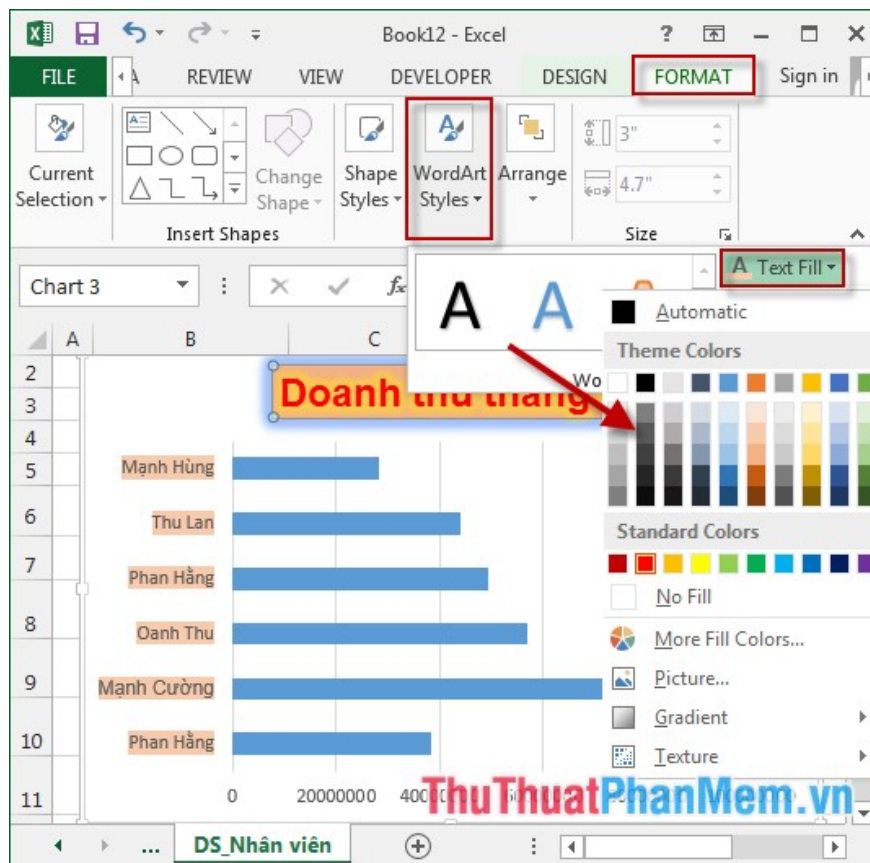 Book12 - Excel
?
FILE
REVIEW
VIEW
DEVELOPER
DESIGN
FORMAT
Sign in
Current
Selection
Change
Shape
Shape
Styles
WordArt
Styles
Arrange
3"
4.7"
Insert Shapes
Size
Chart 3
Text Fill
A A
Automatic
Theme Colors
A B C
2
Doanh thu tháng
3
4
5 Mạnh Hùng
6 Thu Lan
Standard Colors
7 Phan Hằng
No Fill
8 Oanh Thu
More Fill Colors...
9 Mạnh Cường
Picture...
Gradient
10 Phan Hằng
Texture
11
0 20000000
ThuThuatPhanMem.vn
... DS_Nhân viên